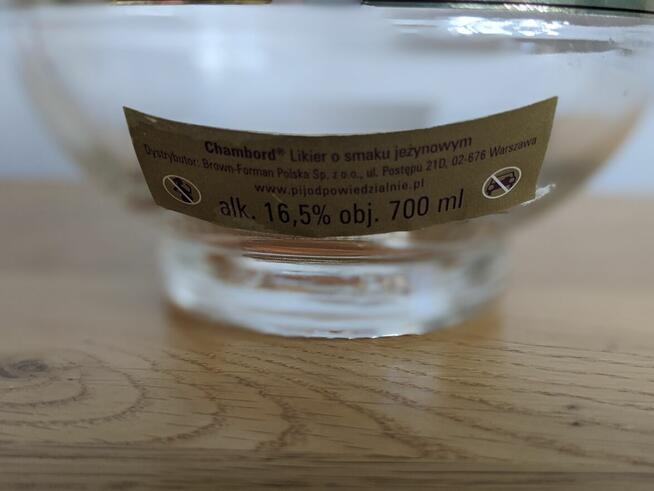 Chambord® Likier o smaku jeżynowym
Dystrybutor: Brown-Forman Polska Sp. z o.o., ul. Postępu 21D, 02-676 Warszawa
www.pijodpowiedzialnie.pl
alk. 16,5% obj. 700 ml